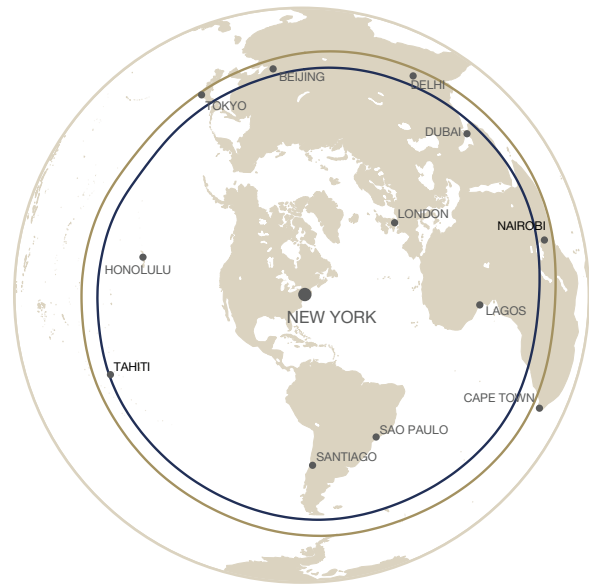 BEIJING
DELHI
TOKYO
DUBAI
LONDON
NAIROBI
HONOLULU
LAGOS
NEW YORK
TAHITI
CAPE TOWN
SAO PAULO
SANTIAGO